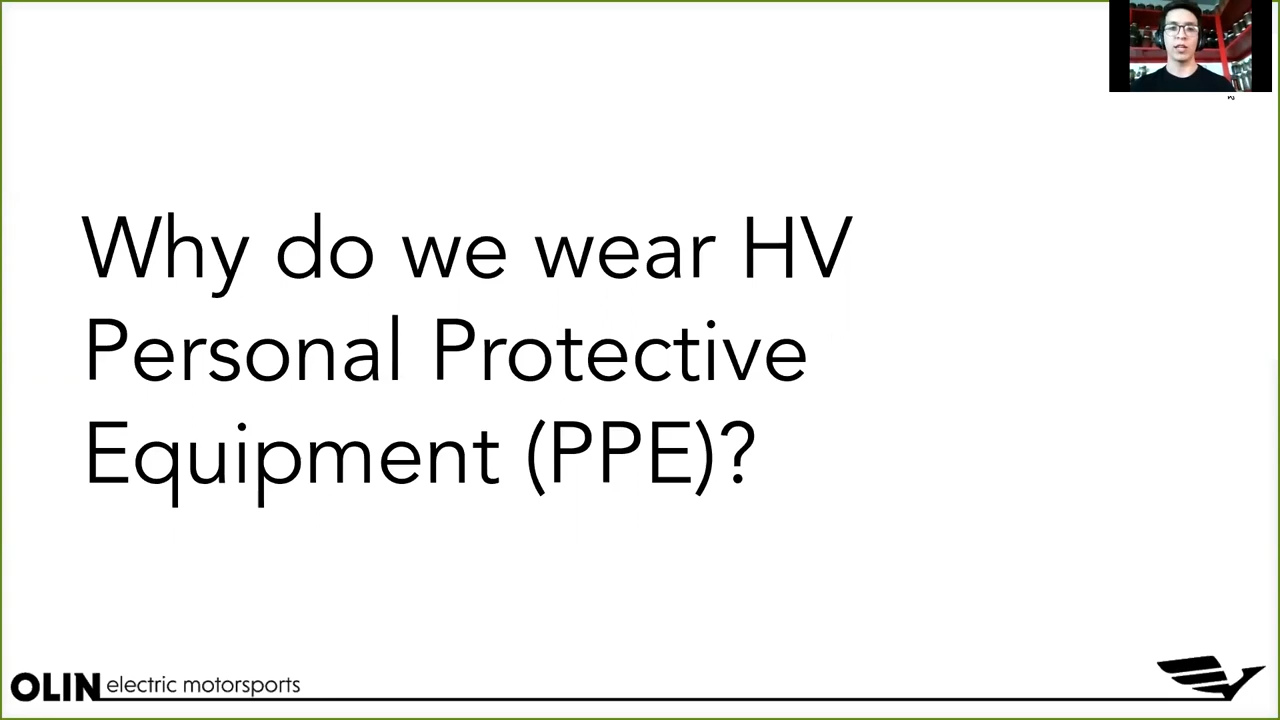 Why do we wear HV
Personal Protective
Equipment (PPE)?
OLIN electric motorsports